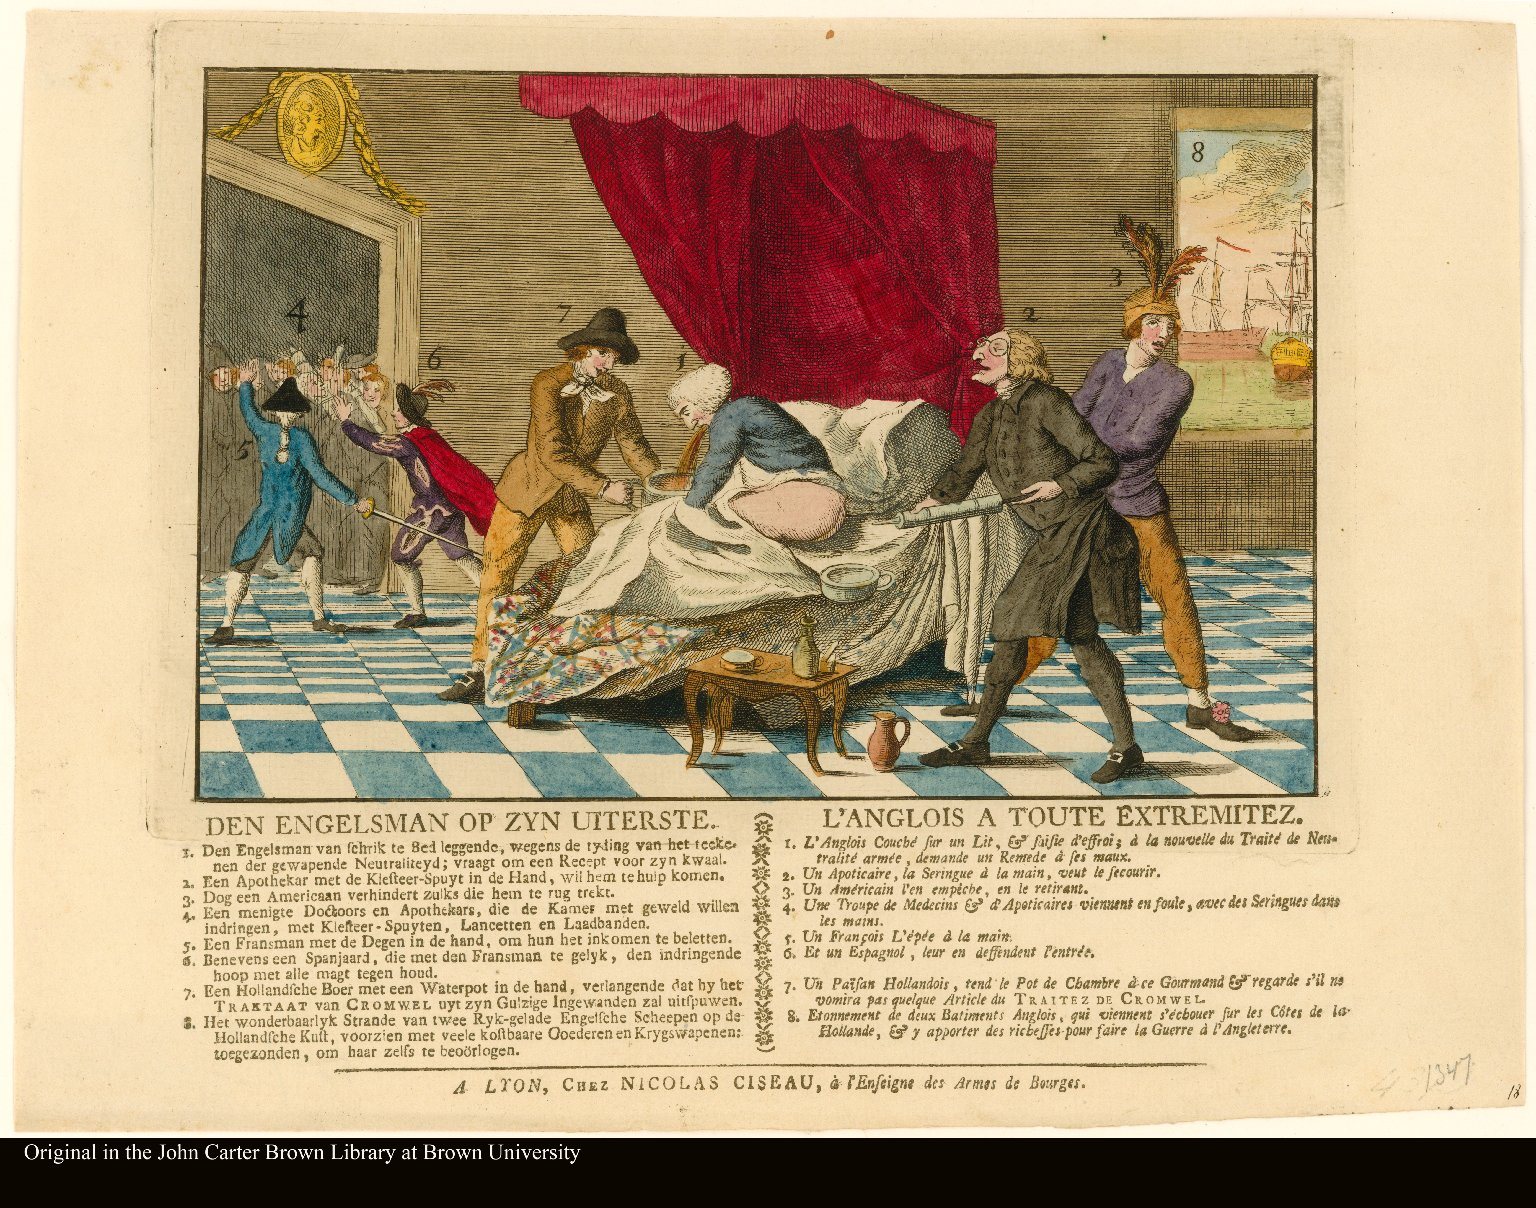 8
3
2
4
7
1
6
5
DEN ENGELSMAN OP ZYN UITERSTE.
1. Den Engelsman van schrik te Bed leggende, wegens de tyding van het teeke-
nen der gewapende Neutraliteyd; vraagt om een Recept voor zyn kwaal.
2. Een Apothekar met de Klesteer-Spuyt in de Hand, wil hem te hulp komen.
3. Dog een Americaan verhindert zulks die hem te rug trekt.
4. Een menigte Doctoors en Apothekars, die de Kamer met geweld willen
indringen, met Klesteer-Spuyten, Lancetten en Laadbanden.
5. Een Fransman met de Degen in de hand, om hun het inkomen te beletten.
6. Benevens een Spanjaard, die met den Fransman te gelyk, den indringende
hoop met alle magt tegen houd.
7. Een Hollandsche Boer met een Waterpot in de hand, verlangende dat hy het
TRAKTAAT van CROMWEL uyt zyn Gulzige Ingewanden zal uitspuwen.
8. Het wonderbaarlyk Strande van twee Ryk-gelade Engelsche Scheepen op de
Hollandsche Kust, voorzien met veele kostbaare Goederen en Krygswapenen:
toegezonden, om haar zelfs te beoörlogen.
L'ANGLOIS A TOUTE EXTREMITEZ.
1. L'Anglois Couché sur un Lit, & saisie d'effroi; à la nouvelle du Traité de Neu-
tralité armée, demande un Remede à ses maux.
2. Un Apoticaire, la Seringue à la main, veut le secourir.
3. Un Américain l'en empêche, en le retirant.
4. Une Troupe de Medecins & d'Apoticaires viennent en foule, avec des Seringues dans
les mains.
5. Un François L'épée à la main.
6. Et un Espagnol, leur en deffendent l'entrée.
7. Un Païsan Hollandois, tend le Pot de Chambre à ce Gourmand & regarde s'il ne
vomira pas quelque Article du TRAITEZ DE CROMWEL.
8. Etonnement de deux Batiments Anglois, qui viennent s'échouer sur les Côtes de la
Hollande, & y apporter des richesses pour faire la Guerre à l'Angleterre.
A LYON, CHEZ NICOLAS CISEAU, à l'Enseigne des Armes de Bourges.
1347
18
Original in the John Carter Brown Library at Brown University